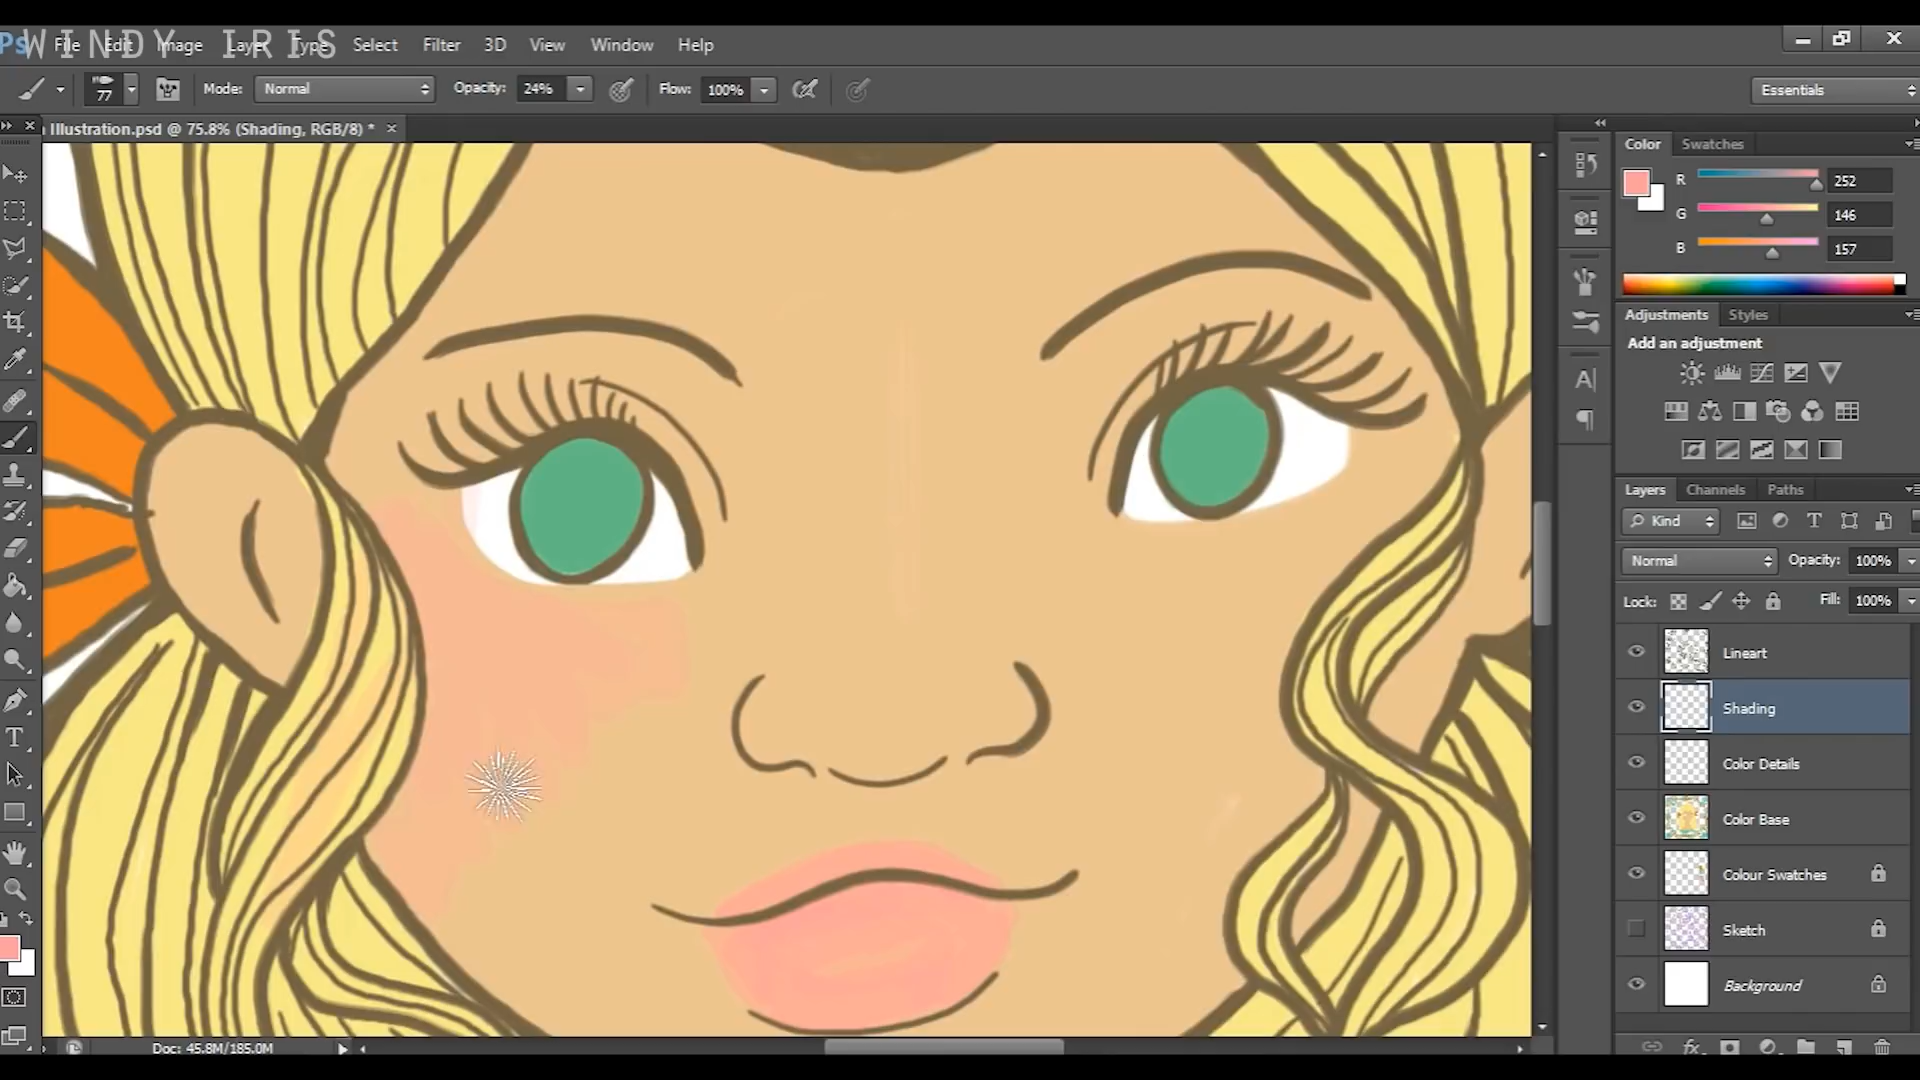 WINDY IRIS
Ps File Edit Image Layer Type Select Filter 3D View Window Help
77 Mode: Normal Opacity: 24% Flow: 100% Essentials
Illustration.psd @ 75.8% (Shading, RGB/8) *
Color Swatches
R 252
G 146
B 157
Adjustments Styles
Add an adjustment
Layers Channels Paths
Kind
Normal Opacity: 100%
Lock: Fill: 100%
Lineart
Shading
Color Details
Color Base
Colour Swatches
Sketch
Background
Doc: 45.8M/185.0M